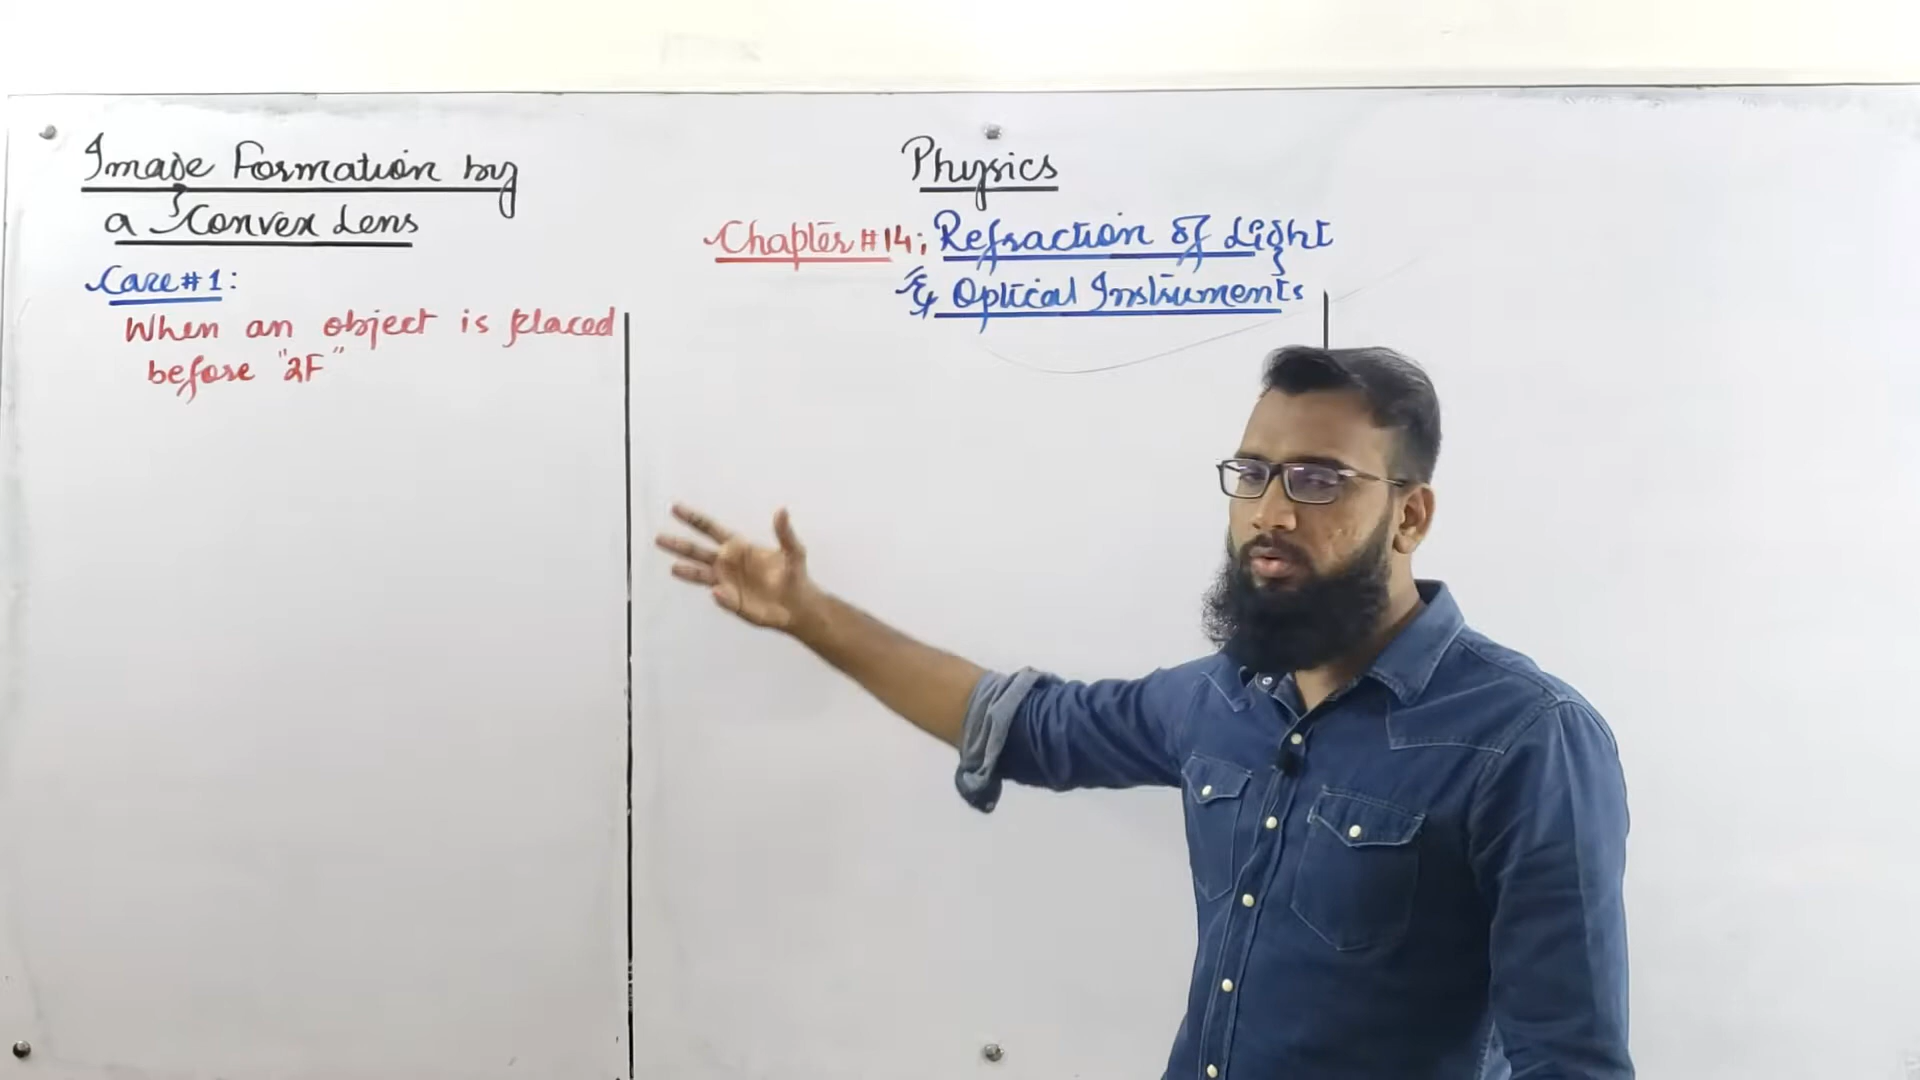 Image Formation by
a Convex Lens
Case#1:
When an object is placed
before "2F"
Physics
Chapter#14; Refraction of Light
& Optical Instruments